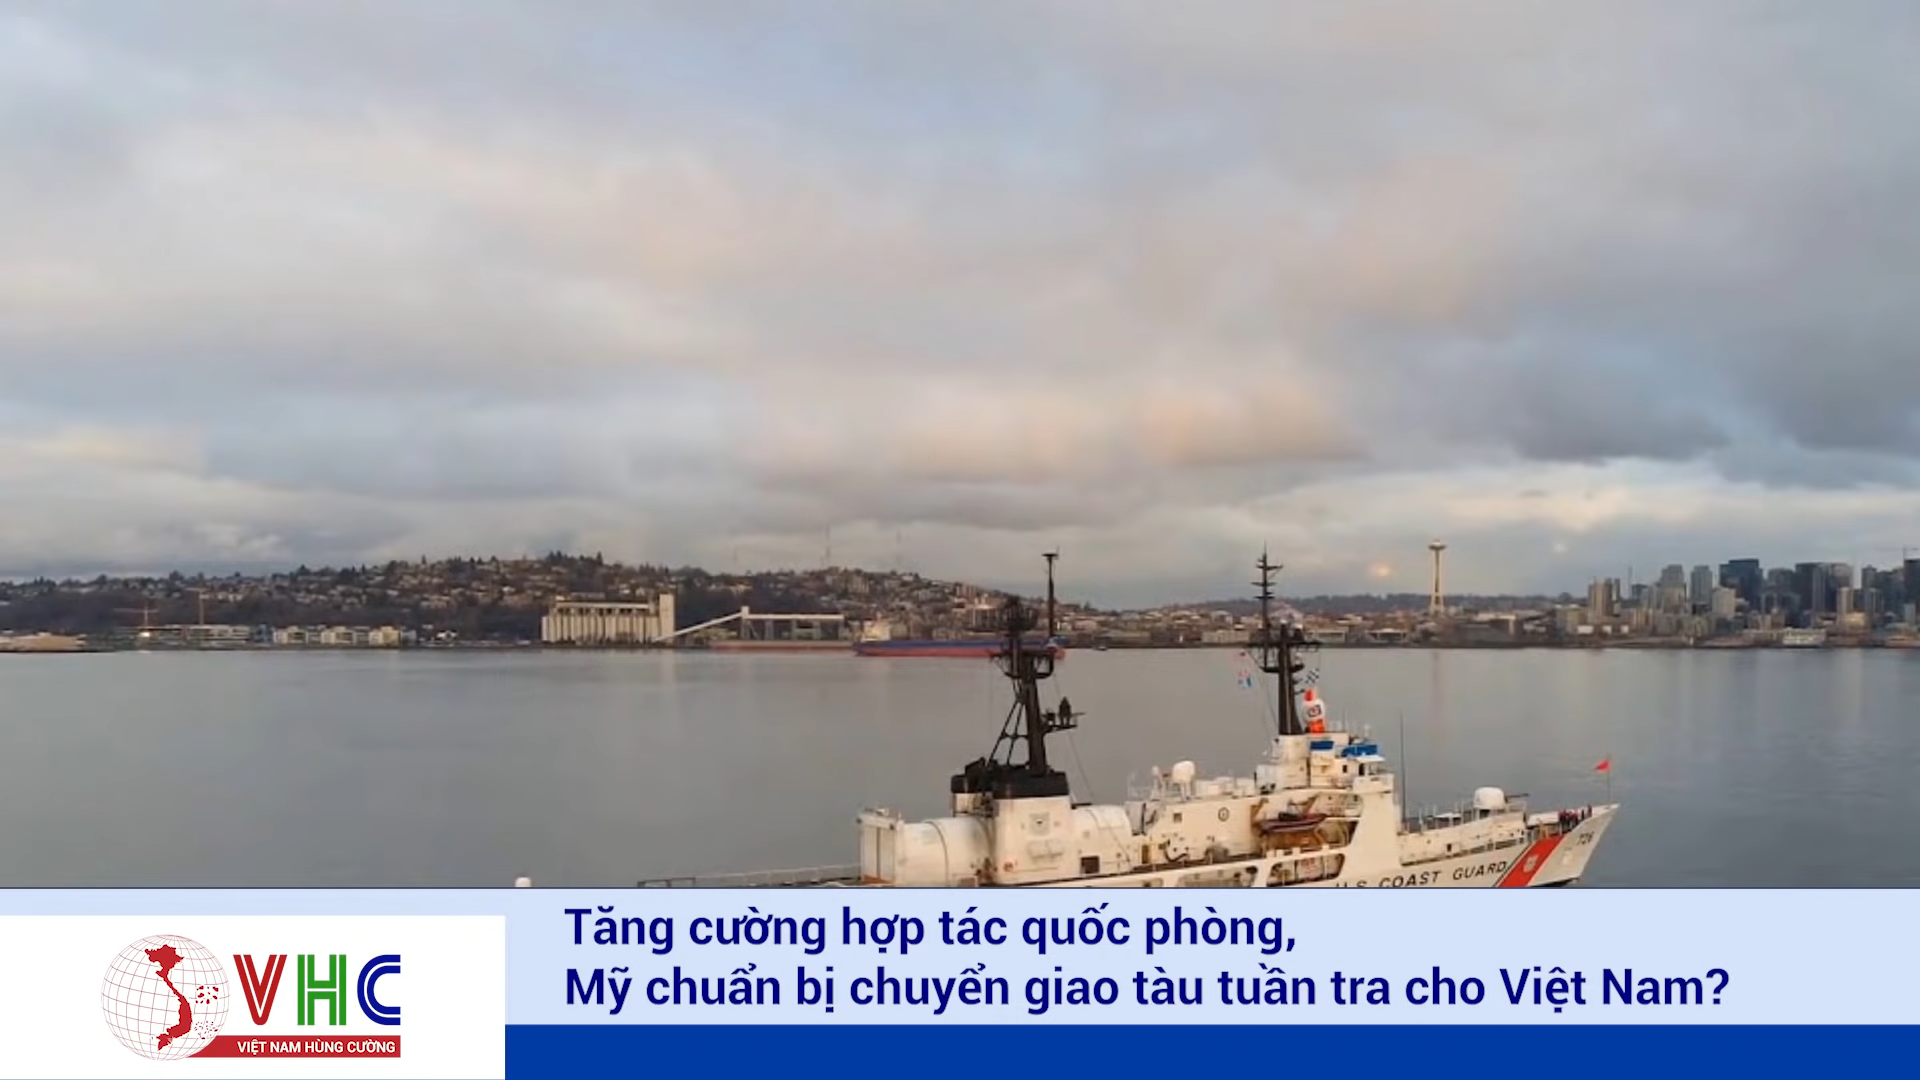 U.S COAST GUARD
Tăng cường hợp tác quốc phòng,
Mỹ chuẩn bị chuyển giao tàu tuần tra cho Việt Nam?
VHC
VIỆT NAM HÙNG CƯỜNG